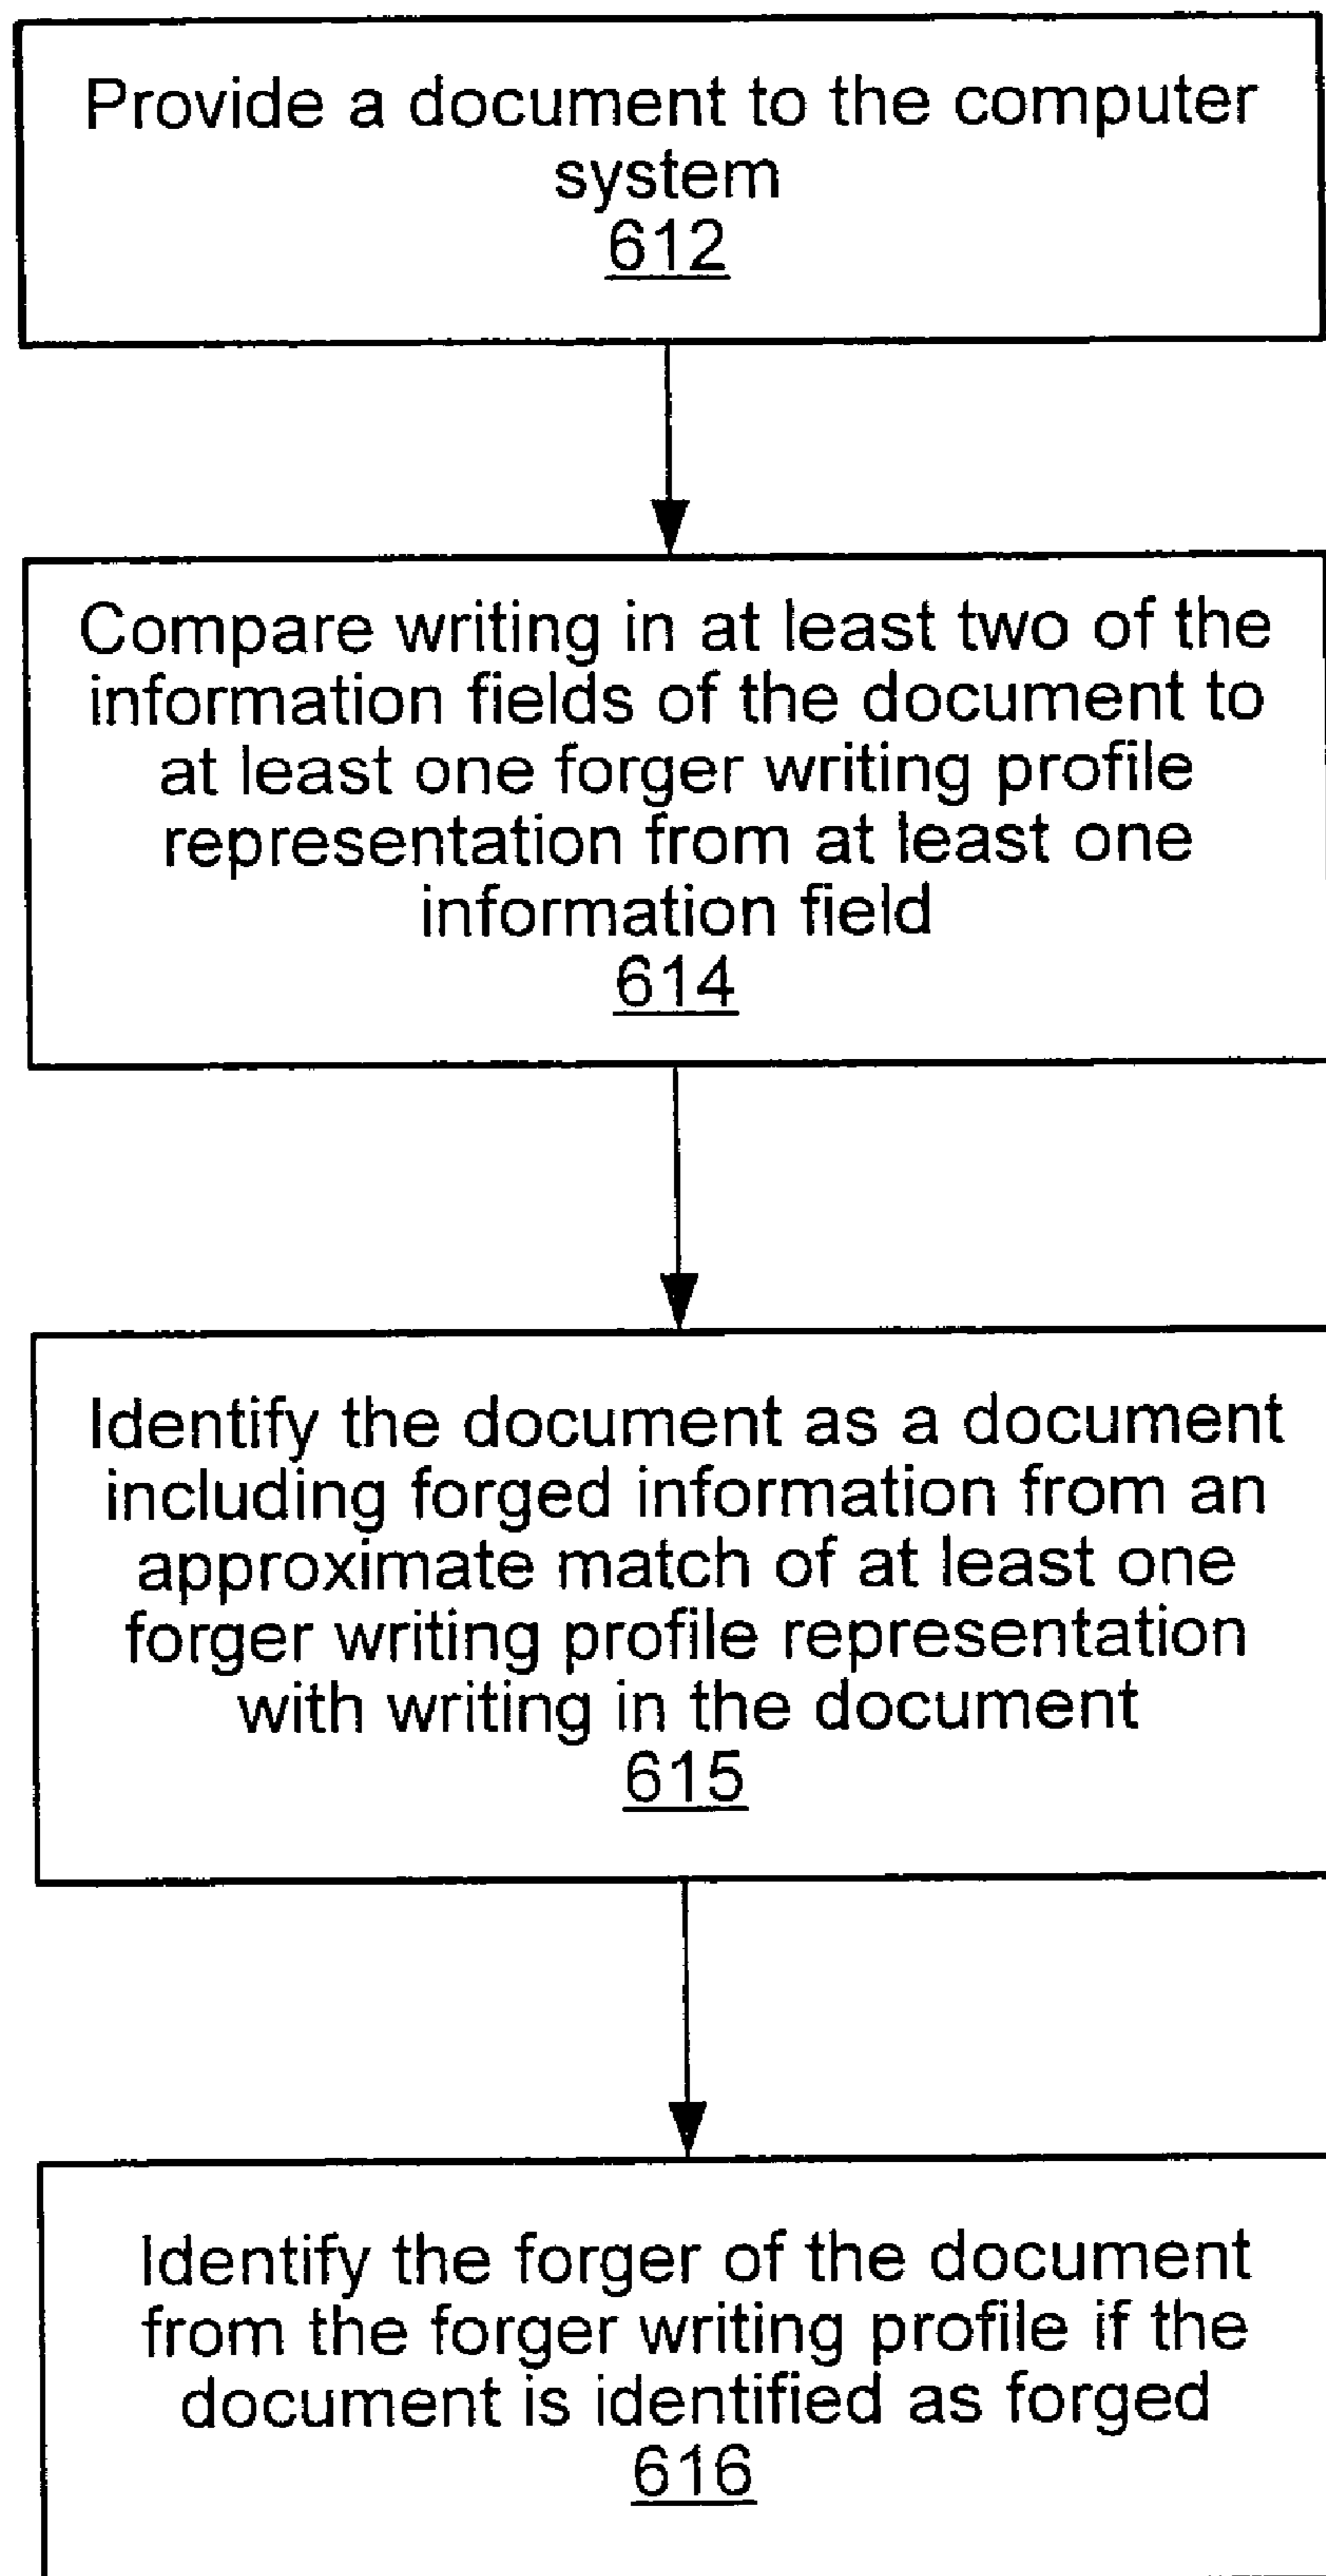 Provide a document to the computer
system
612
Compare writing in at least two of the
information fields of the document to
at least one forger writing profile
representation from at least one
information field
614
Identify the document as a document
including forged information from an
approximate match of at least one
forger writing profile representation
with writing in the document
615
Identify the forger of the document
from the forger writing profile if the
document is identified as forged
616